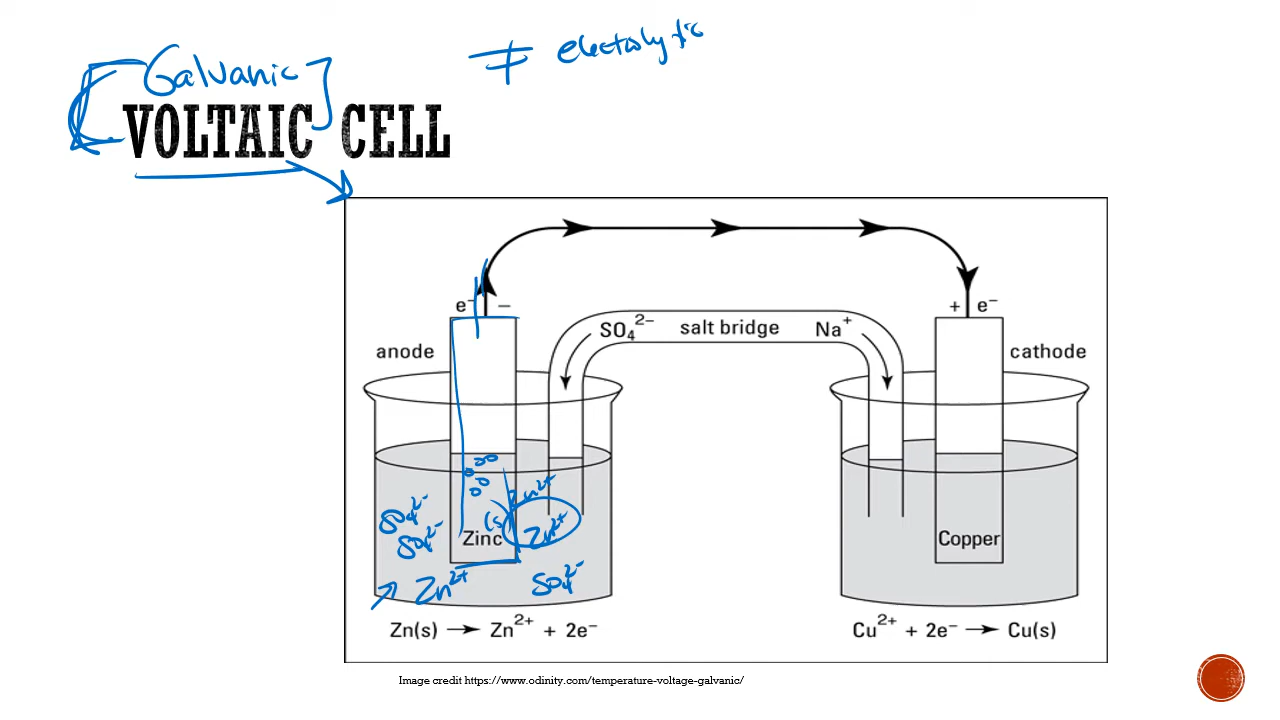 Galvanic
≠ electrolytic
VOLTAIC CELL
e⁻ −
+ e⁻
SO₄²⁻ salt bridge Na⁺
anode
cathode
Zn²⁺
SO₄²⁻
SO₄²⁻
(s)
Zn²⁺
Zinc
Copper
Zn²⁺
SO₄²⁻
Zn(s) → Zn²⁺ + 2e⁻
Cu²⁺ + 2e⁻ → Cu(s)
Image credit https://www.odinity.com/temperature-voltage-galvanic/